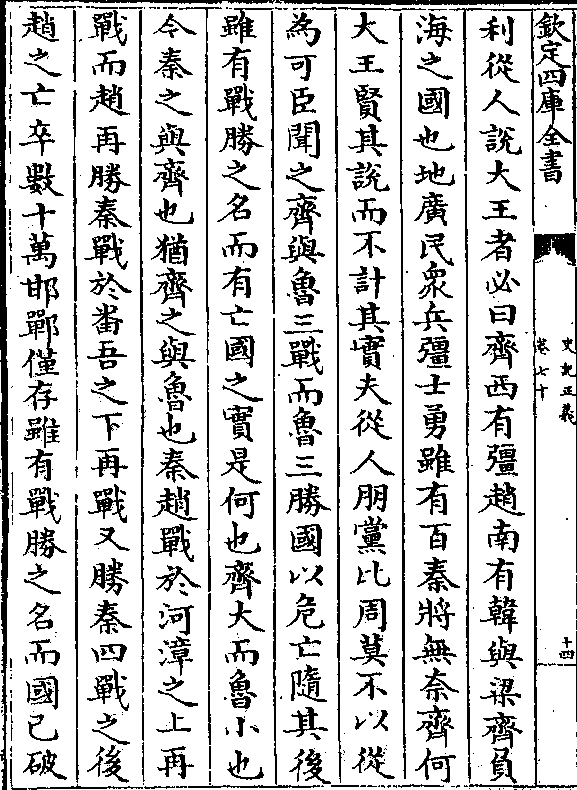 欽定四庫全書
史記正義
卷七十
十四
利從人說大王者必曰齊西有彊趙南有韓與梁齊負
海之國也地廣民衆兵彊士勇雖有百秦將無奈齊何
大王賢其說而不計其實夫從人朋黨比周莫不以從
為可臣聞之齊與魯三戰而魯三勝國以危亡隨其後
雖有戰勝之名而有亡國之實是何也齊大而魯小也
令秦之與齊也猶齊之與魯也秦趙戰於河漳之上再
戰而趙再勝秦戰於番吾之下再戰又勝秦四戰之後
趙之亡卒數十萬邯鄲僅存雖有戰勝之名而國已破